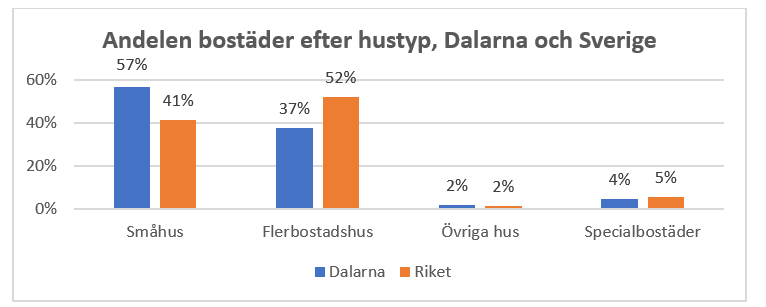 Andelen bostäder efter hustyp, Dalarna och Sverige
57%
41%
37%
52%
2%
2%
4%
5%
60%
40%
20%
0%
Småhus
Flerbostadshus
Övriga hus
Specialbostäder
Dalarna
Riket